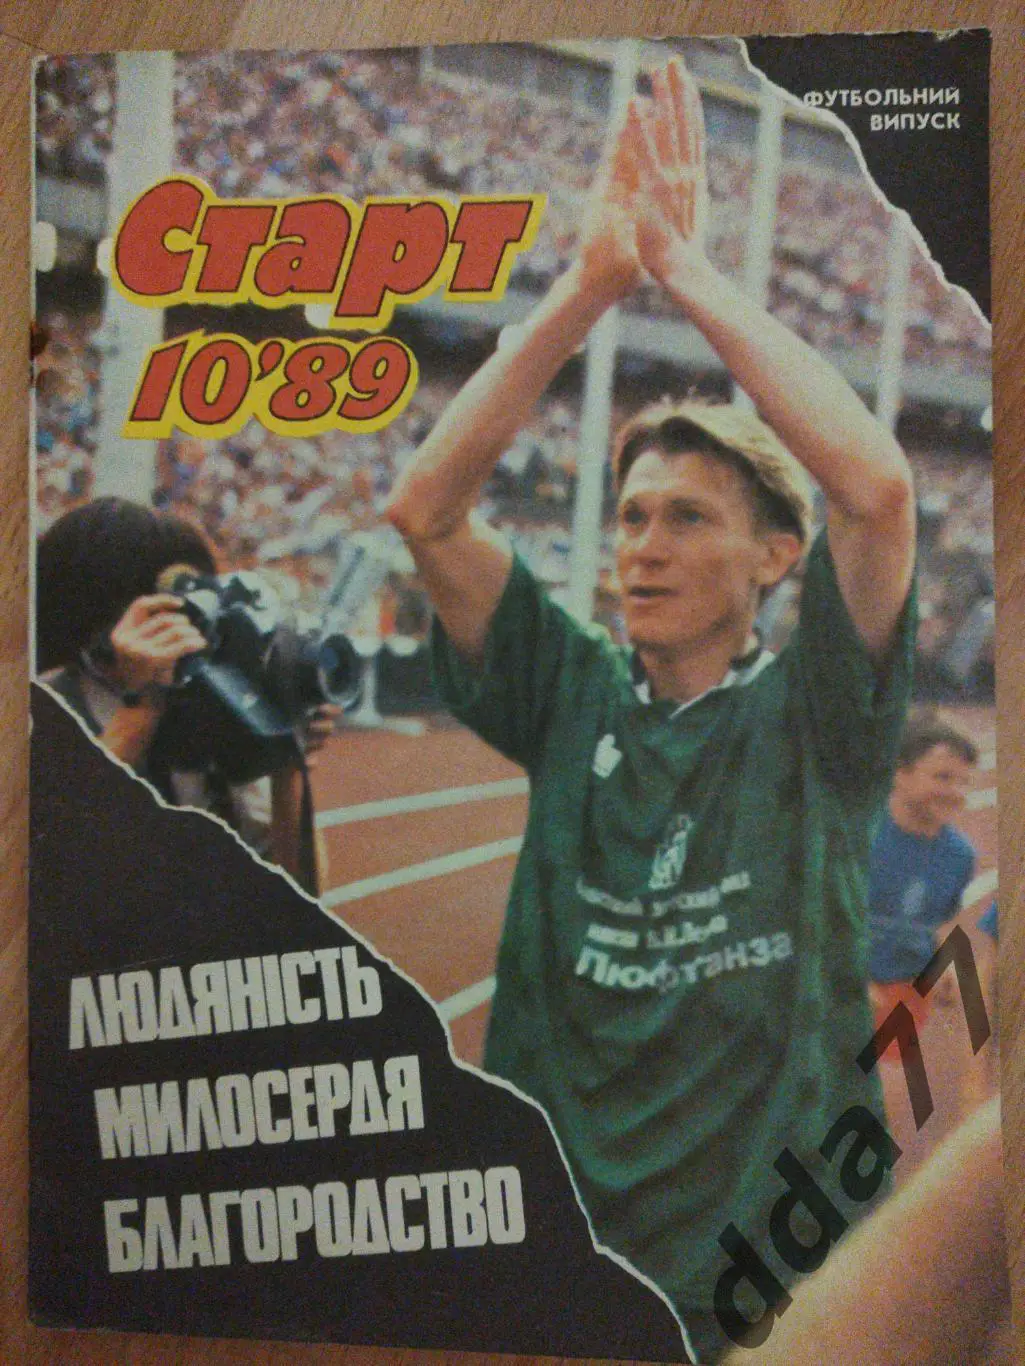 ФУТБОЛЬНИЙ
ВИПУСК
Старт
10'89
Люфтганза
ЛЮДЯНІСТЬ
МИЛОСЕРДЯ
БЛАГОРОДСТВО
dda77